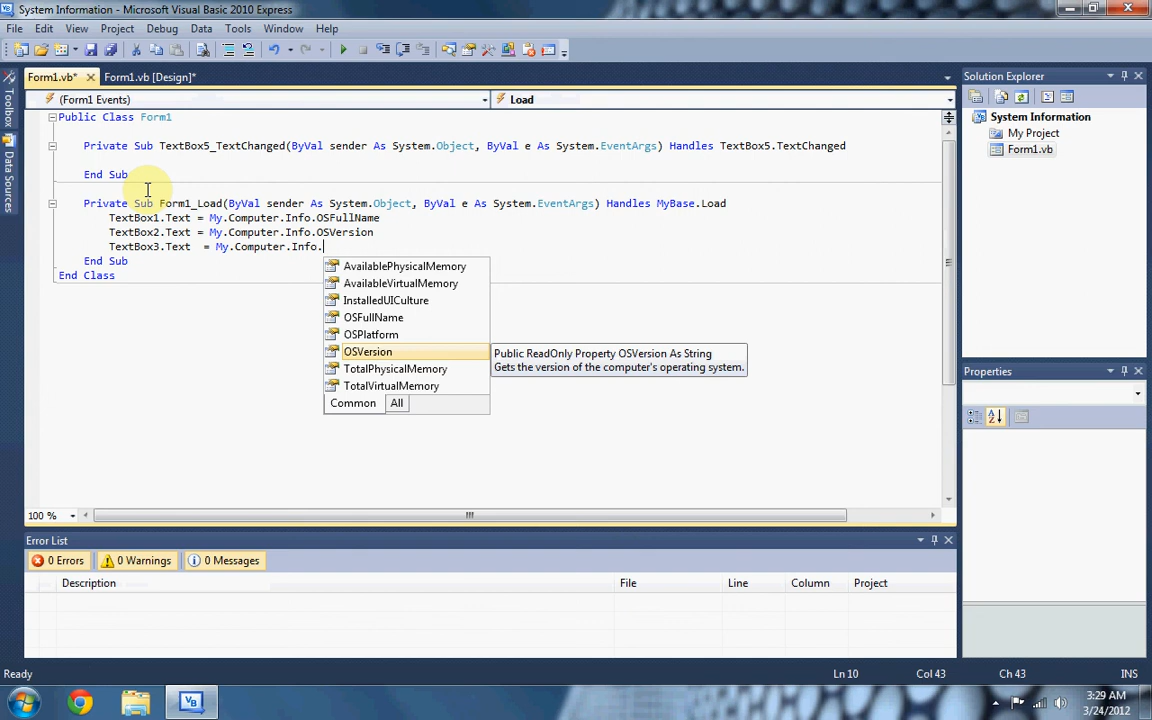 System Information - Microsoft Visual Basic 2010 Express
File Edit View Project Debug Data Tools Window Help
Form1.vb* Form1.vb [Design]*
(Form1 Events) Load
Public Class Form1
Private Sub TextBox5_TextChanged(ByVal sender As System.Object, ByVal e As System.EventArgs) Handles TextBox5.TextChanged
End Sub
Private Sub Form1_Load(ByVal sender As System.Object, ByVal e As System.EventArgs) Handles MyBase.Load
TextBox1.Text = My.Computer.Info.OSFullName
TextBox2.Text = My.Computer.Info.OSVersion
TextBox3.Text  = My.Computer.Info.
End Sub
End Class
AvailablePhysicalMemory
AvailableVirtualMemory
InstalledUICulture
OSFullName
OSPlatform
OSVersion
TotalPhysicalMemory
TotalVirtualMemory
Common All
Public ReadOnly Property OSVersion As String
Gets the version of the computer's operating system.
Toolbox
Data Sources
100 %
Solution Explorer
System Information
My Project
Form1.vb
Properties
Error List
0 Errors 0 Warnings 0 Messages
Description File Line Column Project
Ready Ln 10 Col 43 Ch 43 INS
3:29 AM
3/24/2012